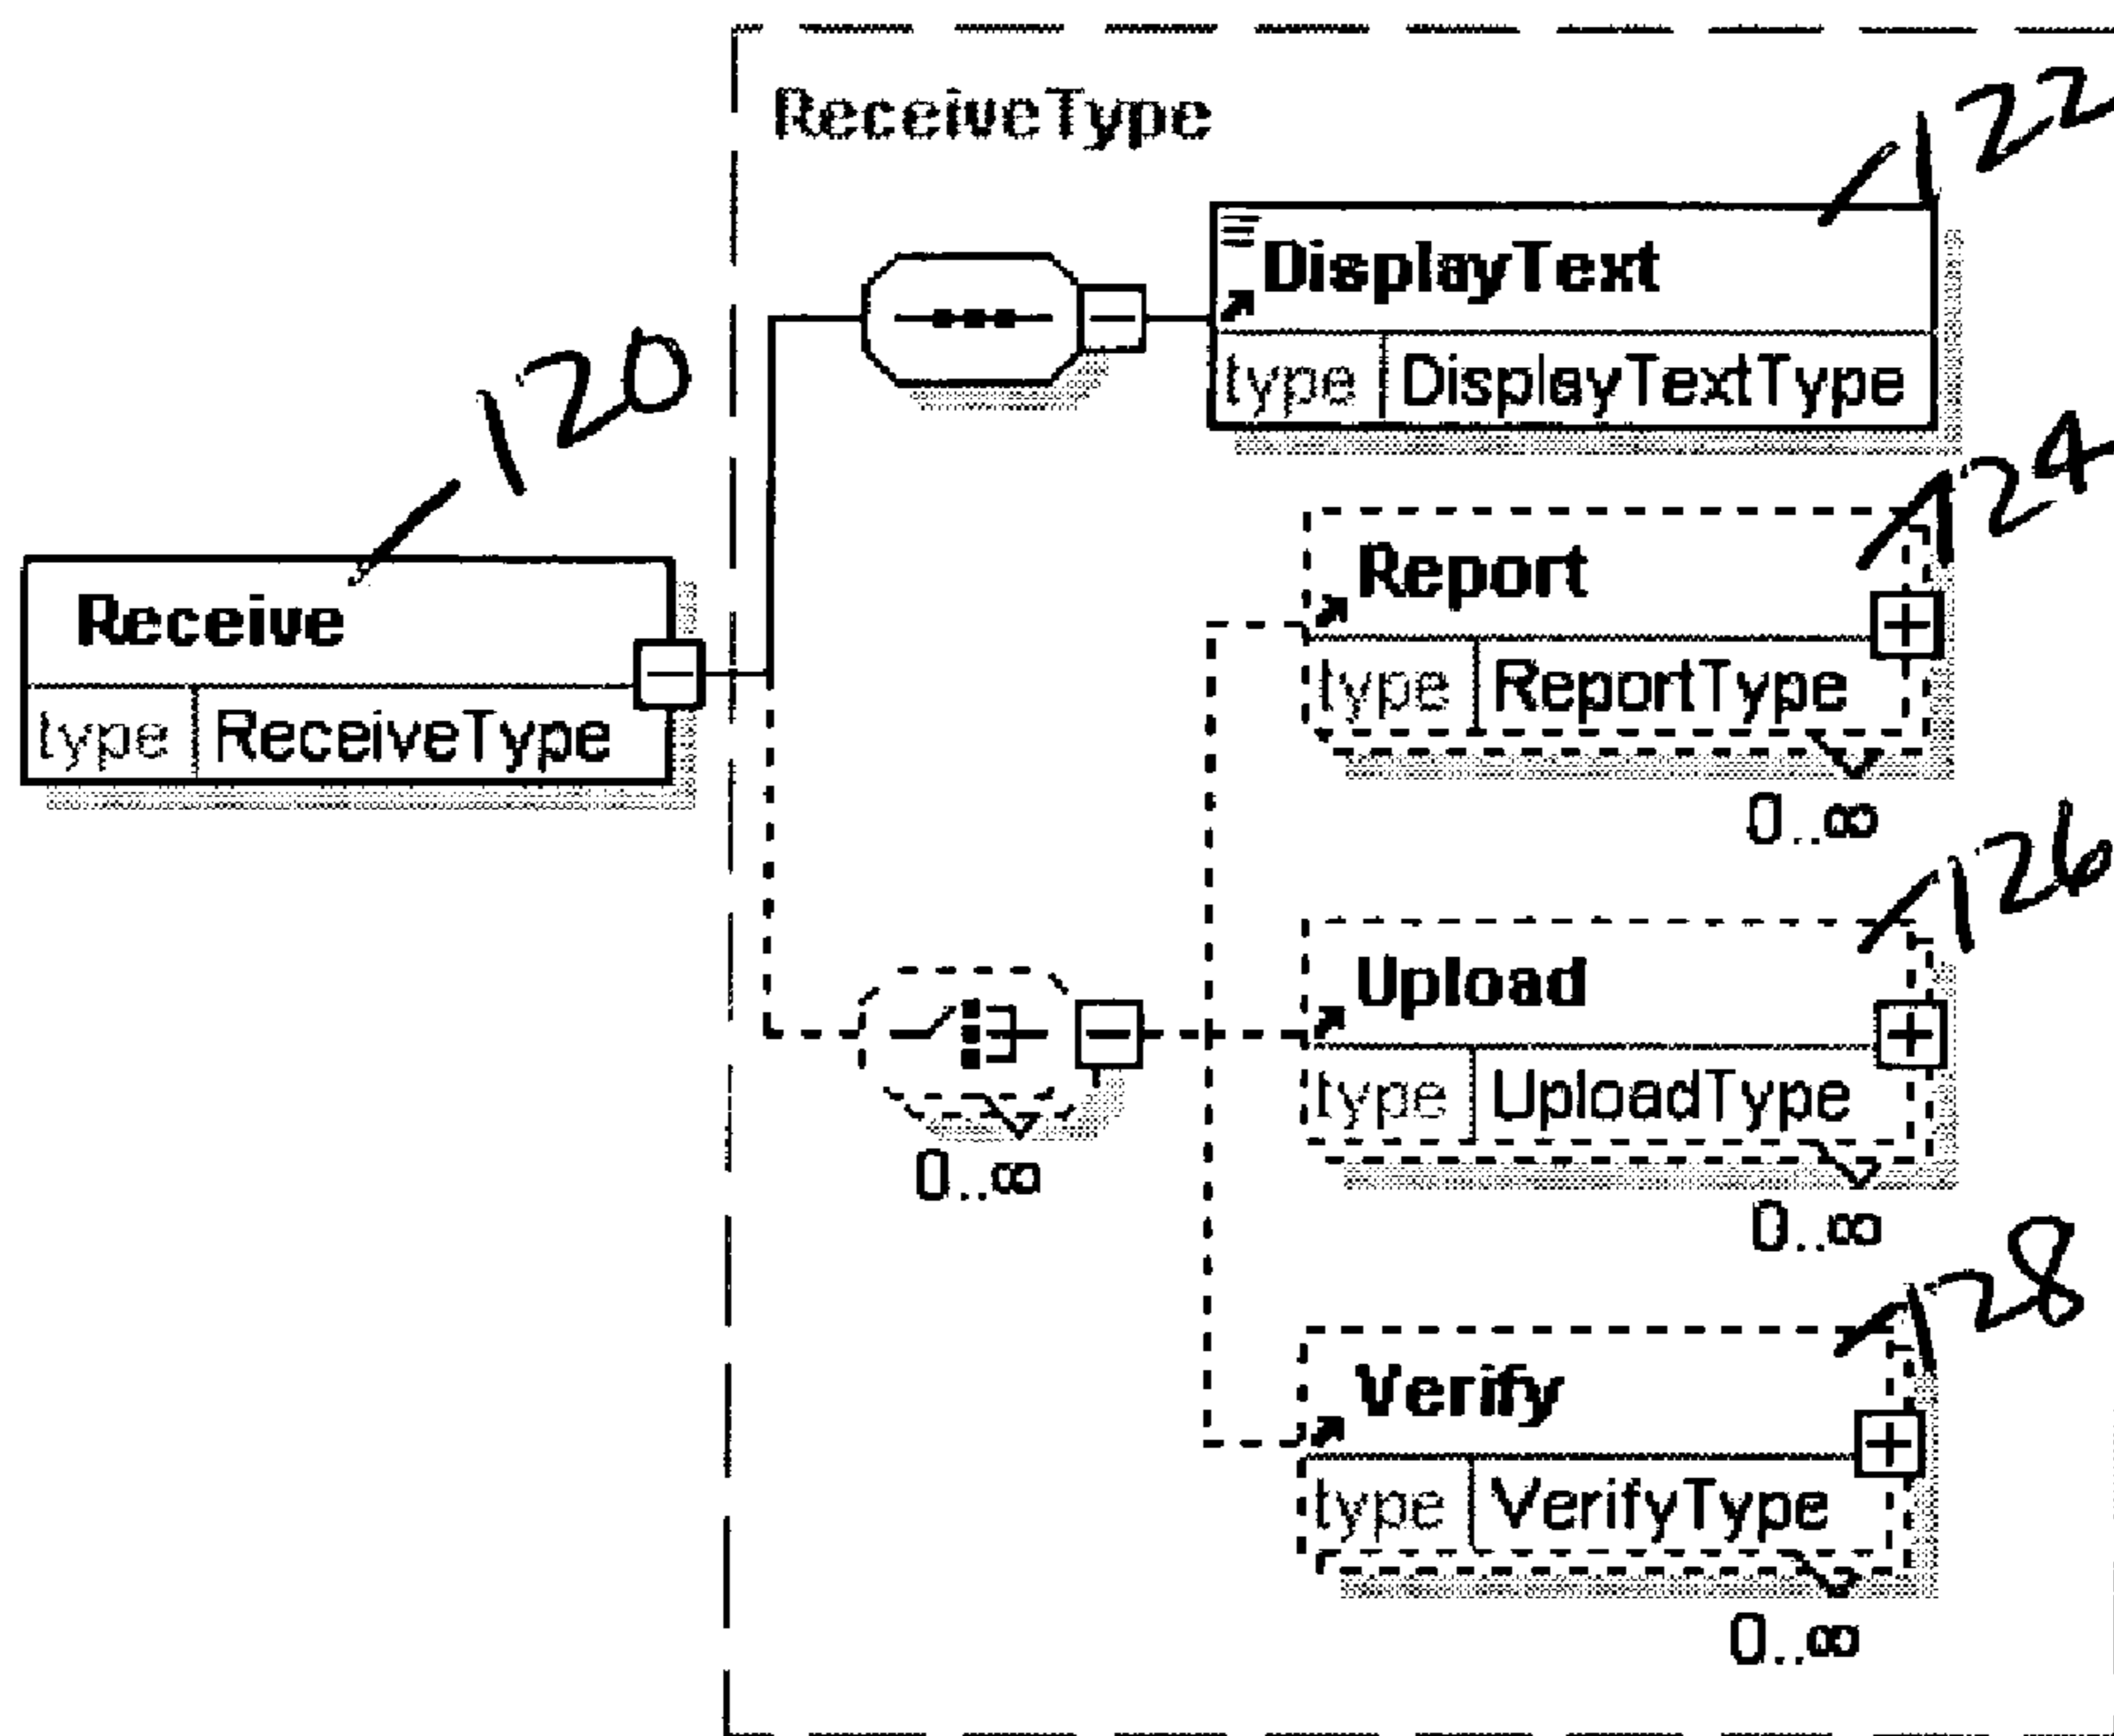 ReceiveType
122
DisplayText
type DisplayTextType
120
124
Report
type ReportType
0..∞
Receive
type ReceiveType
126
Upload
type UploadType
0..∞
0..∞
128
Verify
type VerifyType
0..∞